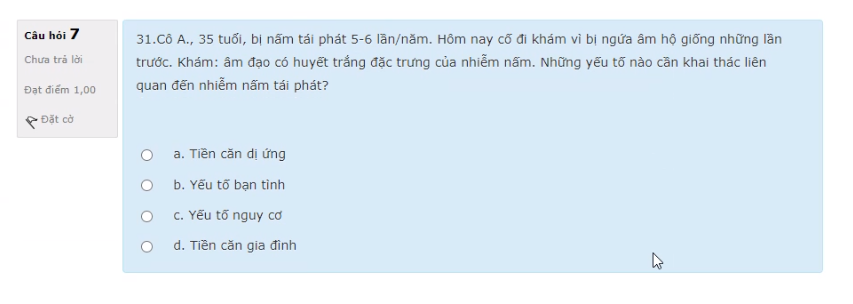 Câu hỏi 7
Chưa trả lời
Đạt điểm 1,00
Đặt cờ
31.Cô A., 35 tuổi, bị nấm tái phát 5-6 lần/năm. Hôm nay cố đi khám vì bị ngứa âm hộ giống những lần
trước. Khám: âm đạo có huyết trắng đặc trưng của nhiễm nấm. Những yếu tố nào cần khai thác liên
quan đến nhiễm nấm tái phát?
a. Tiền căn dị ứng
b. Yếu tố bạn tình
c. Yếu tố nguy cơ
d. Tiền căn gia đình